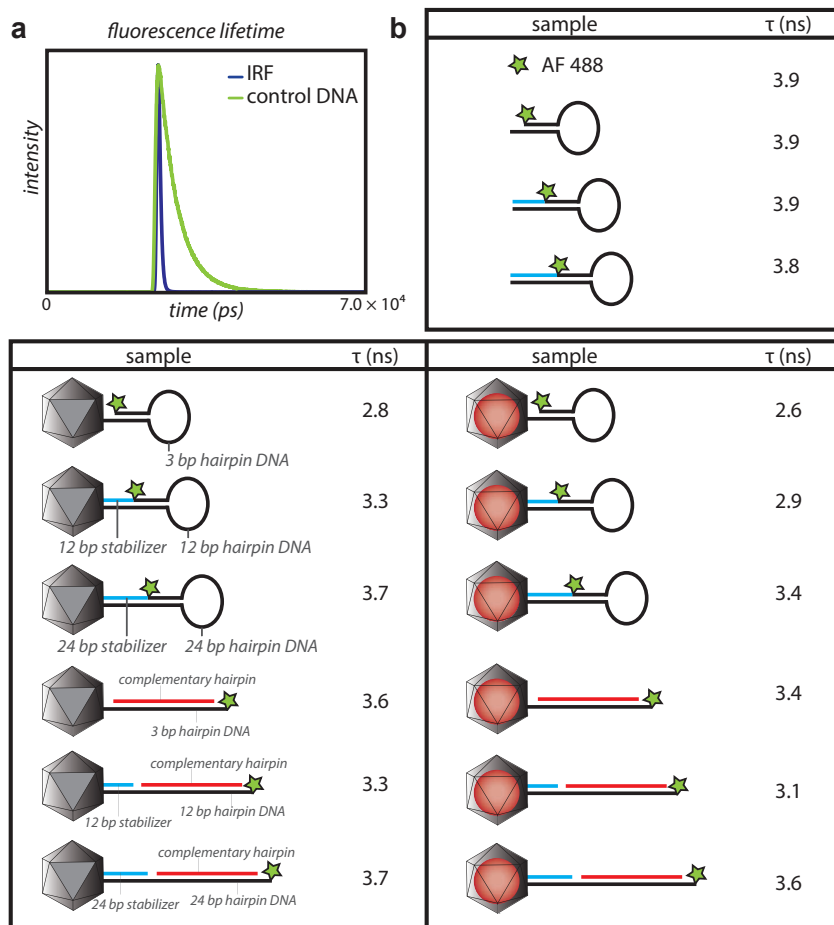 a
fluorescence lifetime
IRF
control DNA
intensity
0
7.0 × 10⁴
time (ps)
b
sample τ (ns)
AF 488
3.9
3.9
3.9
3.8
sample τ (ns)
2.8
3 bp hairpin DNA
3.3
12 bp stabilizer 12 bp hairpin DNA
3.7
24 bp stabilizer 24 bp hairpin DNA
complementary hairpin
3.6
3 bp hairpin DNA
complementary hairpin
3.3
12 bp stabilizer 12 bp hairpin DNA
complementary hairpin
3.7
24 bp stabilizer 24 bp hairpin DNA
sample τ (ns)
2.6
2.9
3.4
3.4
3.1
3.6